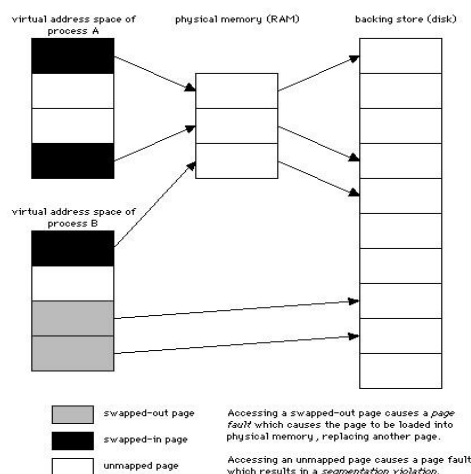 virtual address space of
process A
physical memory (RAM)
backing store (disk)
virtual address space of
process B
swapped-out page
Accessing a swapped-out page causes a page
fault which causes the page to be loaded into
physical memory, replacing another page.
swapped-in page
unmapped page
Accessing an unmapped page causes a page fault
which results in a segmentation violation.